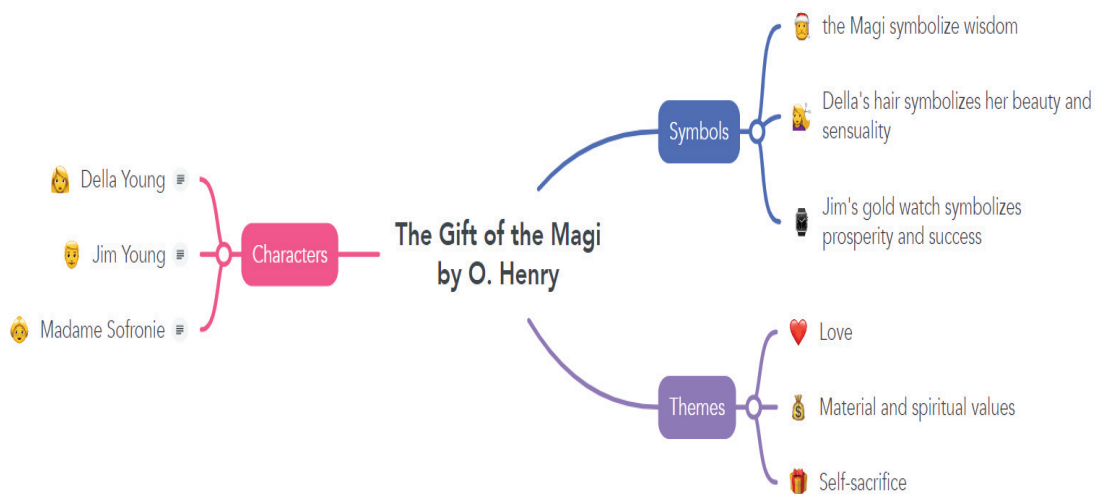 The Gift of the Magi
by O. Henry
Characters
Della Young
Jim Young
Madame Sofronie
Symbols
the Magi symbolize wisdom
Della's hair symbolizes her beauty and
sensuality
Jim's gold watch symbolizes
prosperity and success
Themes
Love
Material and spiritual values
Self-sacrifice